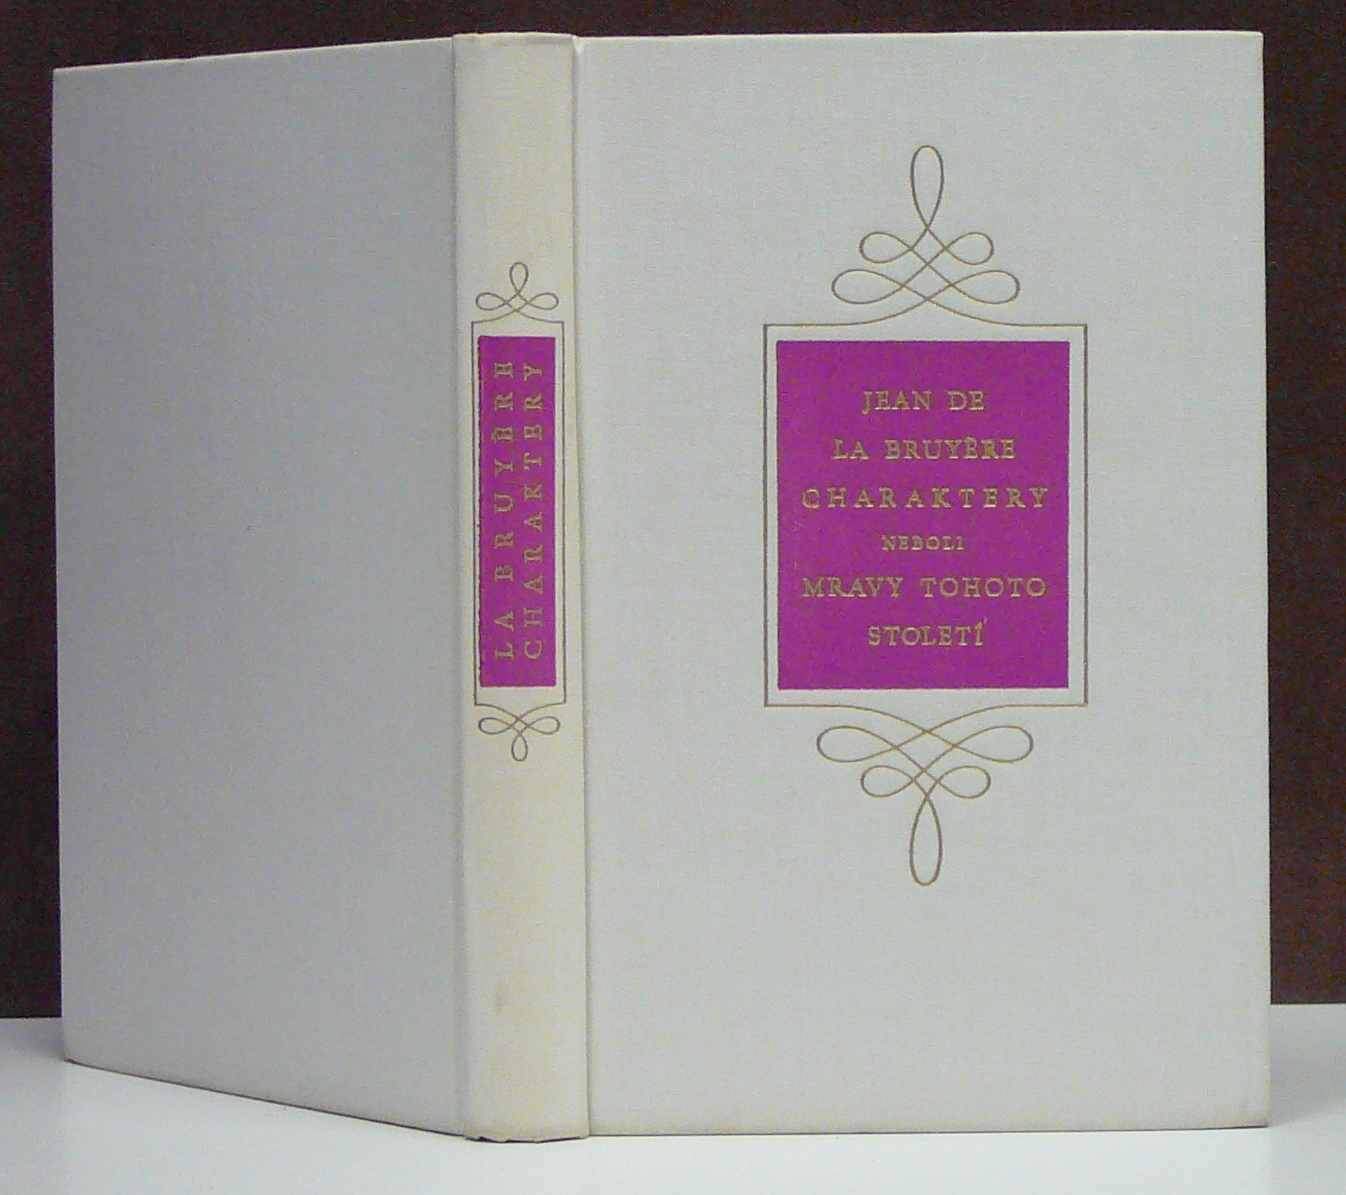 LA BRUYÈRE
CHARAKTERY
JEAN DE
LA BRUYÈRE
CHARAKTERY
NEBOLI
MRAVY TOHOTO
STOLETÍ